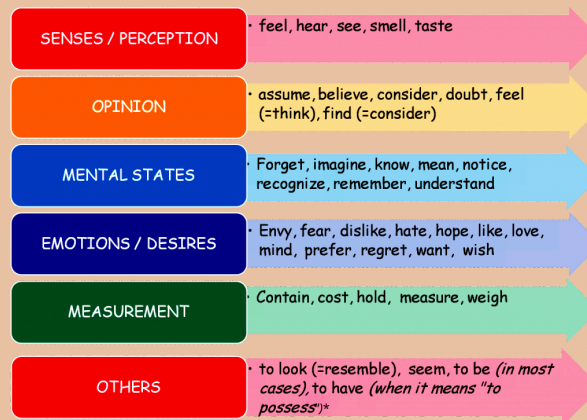 SENSES / PERCEPTION
• feel, hear, see, smell, taste
OPINION
• assume, believe, consider, doubt, feel
(=think), find (=consider)
MENTAL STATES
• Forget, imagine, know, mean, notice,
recognize, remember, understand
EMOTIONS / DESIRES
• Envy, fear, dislike, hate, hope, like, love,
mind, prefer, regret, want, wish
MEASUREMENT
• Contain, cost, hold, measure, weigh
OTHERS
• to look (=resemble), seem, to be (in most
cases), to have (when it means "to
possess")*